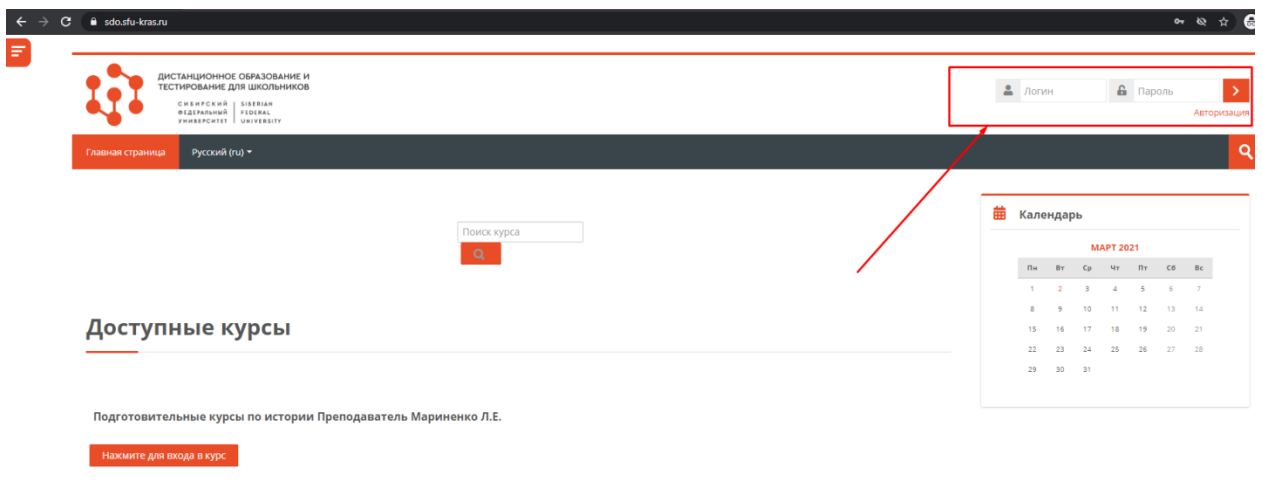 sdo.sfu-kras.ru
ДИСТАНЦИОННОЕ ОБРАЗОВАНИЕ И
ТЕСТИРОВАНИЕ ДЛЯ ШКОЛЬНИКОВ
СИБИРСКИЙ SIBERIAN
ФЕДЕРАЛЬНЫЙ FEDERAL
УНИВЕРСИТЕТ UNIVERSITY
Логин Пароль
Авторизация
Главная страница Русский (ru)
Поиск курса
Календарь
МАРТ 2021
Пн Вт Ср Чт Пт Сб Вс
1 2 3 4 5 6 7
8 9 10 11 12 13 14
15 16 17 18 19 20 21
22 23 24 25 26 27 28
29 30 31
Доступные курсы
Подготовительные курсы по истории Преподаватель Мариненко Л.Е.
Нажмите для входа в курс